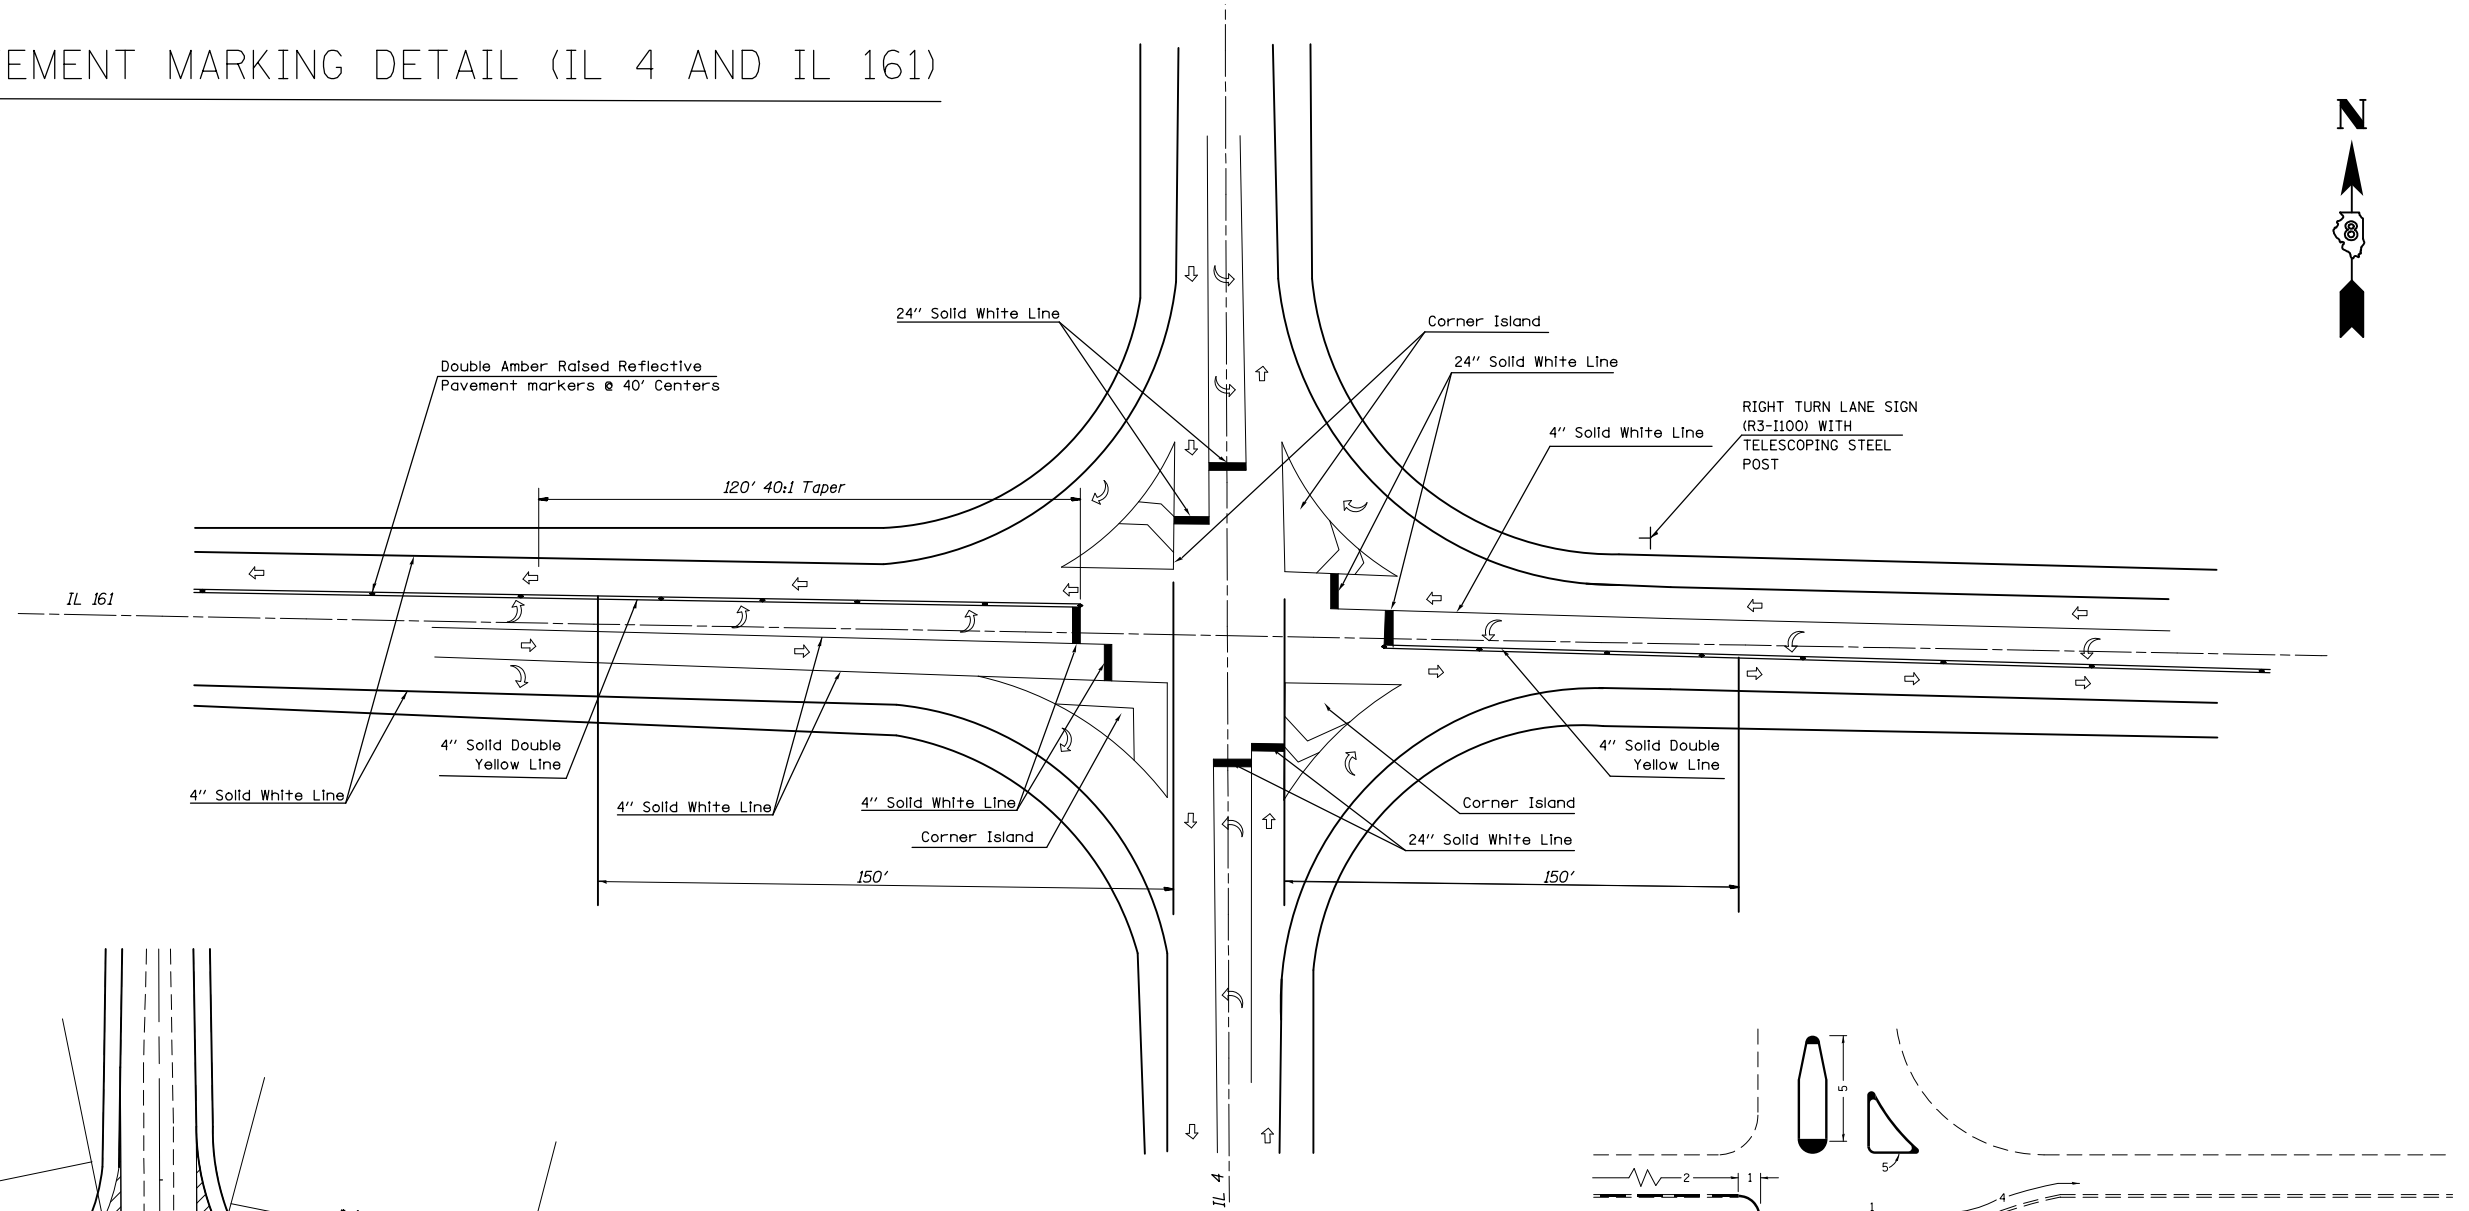 EMENT MARKING DETAIL (IL 4 AND IL 161)
N
8
24" Solid White Line
Corner Island
Double Amber Raised Reflective
Pavement markers @ 40' Centers
24" Solid White Line
RIGHT TURN LANE SIGN
(R3-I100) WITH
TELESCOPING STEEL
POST
4" Solid White Line
120' 40:1 Taper
IL 161
4" Solid Double
Yellow Line
4" Solid Double
Yellow Line
4" Solid White Line
4" Solid White Line
4" Solid White Line
Corner Island
Corner Island
24" Solid White Line
150'
150'
IL 4
5
5
2
1
4
1